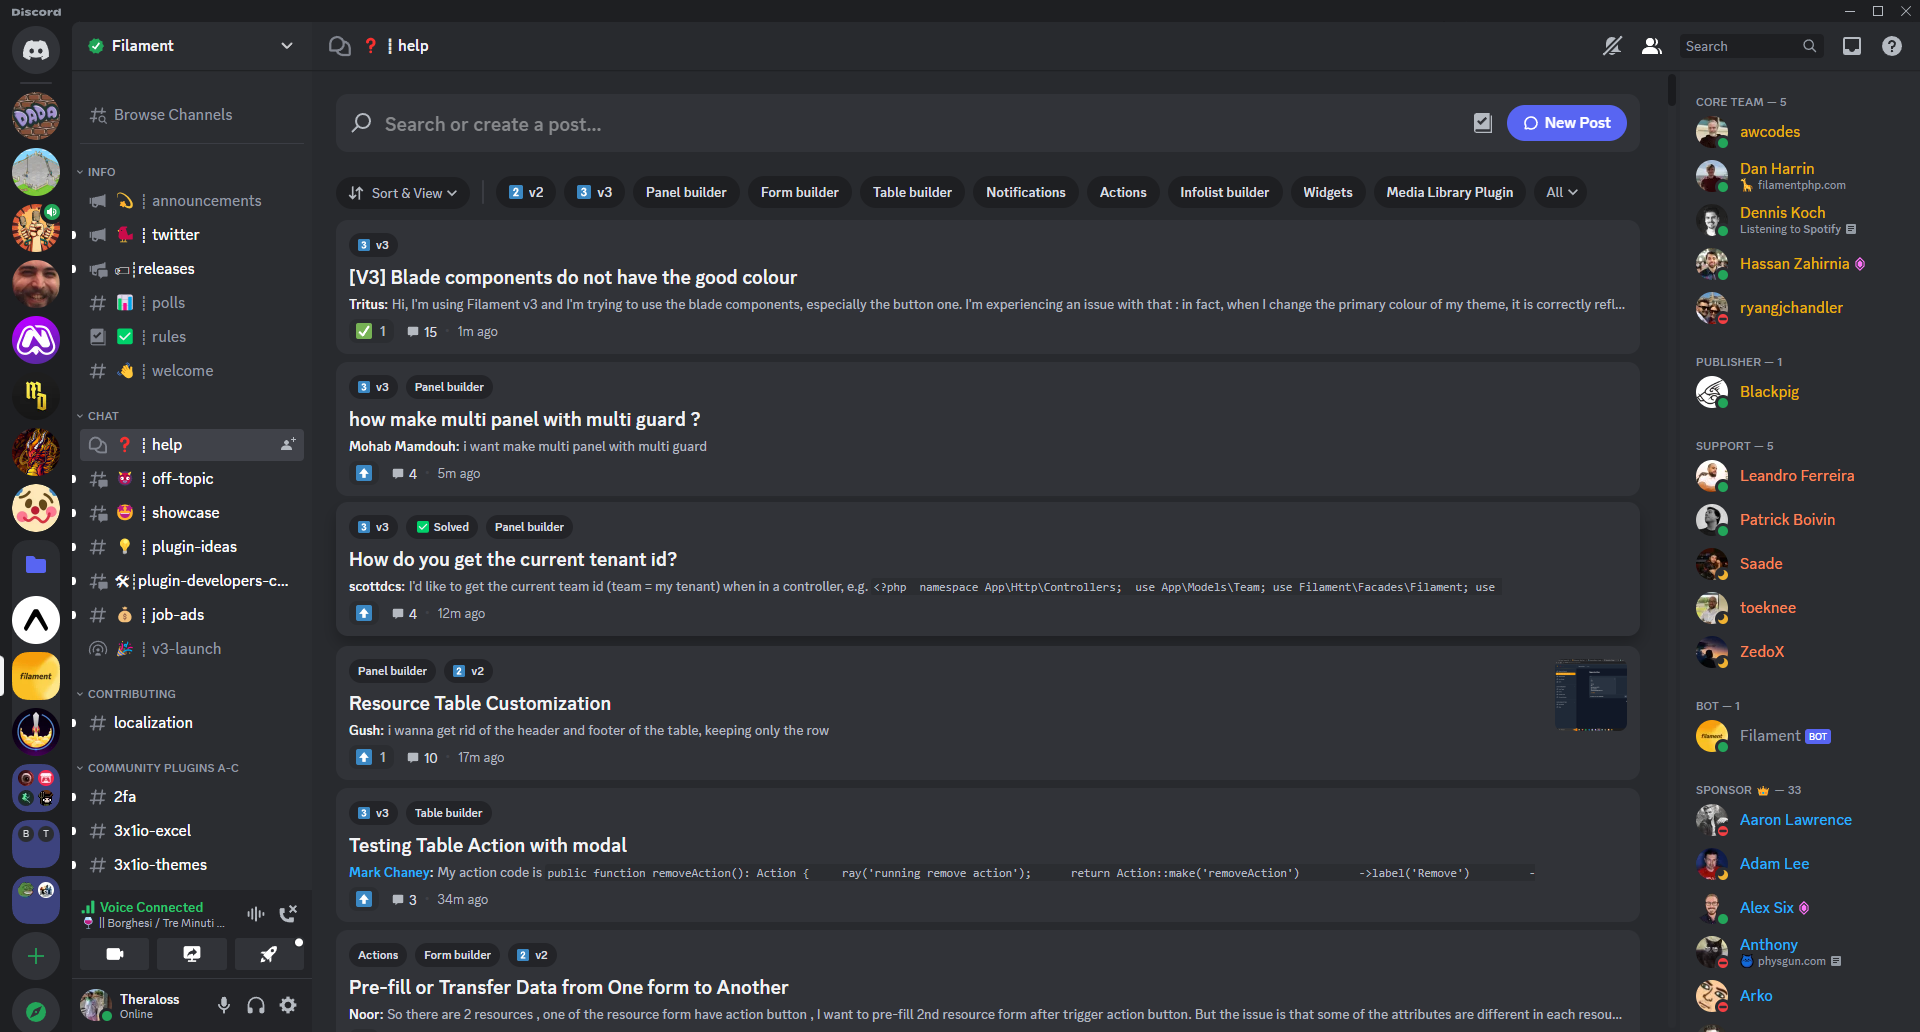 Discord
Filament
help
Search
Browse Channels
INFO
announcements
twitter
releases
polls
rules
welcome
CHAT
help
off-topic
showcase
plugin-ideas
plugin-developers-c...
job-ads
v3-launch
CONTRIBUTING
localization
COMMUNITY PLUGINS A-C
2fa
3x1io-excel
3x1io-themes
Voice Connected
|| Borghesi / Tre Minuti ...
Theraloss
Online
DADA
filament
B T
Search or create a post...
New Post
Sort & View
2 v2
3 v3
Panel builder
Form builder
Table builder
Notifications
Actions
Infolist builder
Widgets
Media Library Plugin
All
3 v3
[V3] Blade components do not have the good colour
Tritus: Hi, I'm using Filament v3 and I'm trying to use the blade components, especially the button one. I'm experiencing an issue with that : in fact, when I change the primary colour of my theme, it is correctly refl...
1 15 · 1m ago
3 v3 Panel builder
how make multi panel with multi guard ?
Mohab Mamdouh: i want make multi panel with multi guard
4 · 5m ago
3 v3 Solved Panel builder
How do you get the current tenant id?
scottdcs: I'd like to get the current team id (team = my tenant) when in a controller, e.g. <?php namespace App\Http\Controllers; use App\Models\Team; use Filament\Facades\Filament; use
4 · 12m ago
Panel builder 2 v2
Resource Table Customization
Gush: i wanna get rid of the header and footer of the table, keeping only the row
1 10 · 17m ago
3 v3 Table builder
Testing Table Action with modal
Mark Chaney: My action code is public function removeAction(): Action { ray('running remove action'); return Action::make('removeAction') ->label('Remove') -
3 · 34m ago
Actions Form builder 2 v2
Pre-fill or Transfer Data from One form to Another
Noor: So there are 2 resources , one of the resource form have action button , I want to pre-fill 2nd resource form after trigger action button. But the issue is that some of the attributes are different in each resou...
CORE TEAM — 5
awcodes
Dan Harrin
filamentphp.com
Dennis Koch
Listening to Spotify
Hassan Zahirnia
ryangjchandler
PUBLISHER — 1
Blackpig
SUPPORT — 5
Leandro Ferreira
Patrick Boivin
Saade
toeknee
ZedoX
BOT — 1
filament
Filament BOT
SPONSOR — 33
Aaron Lawrence
Adam Lee
Alex Six
Anthony
physgun.com
Arko